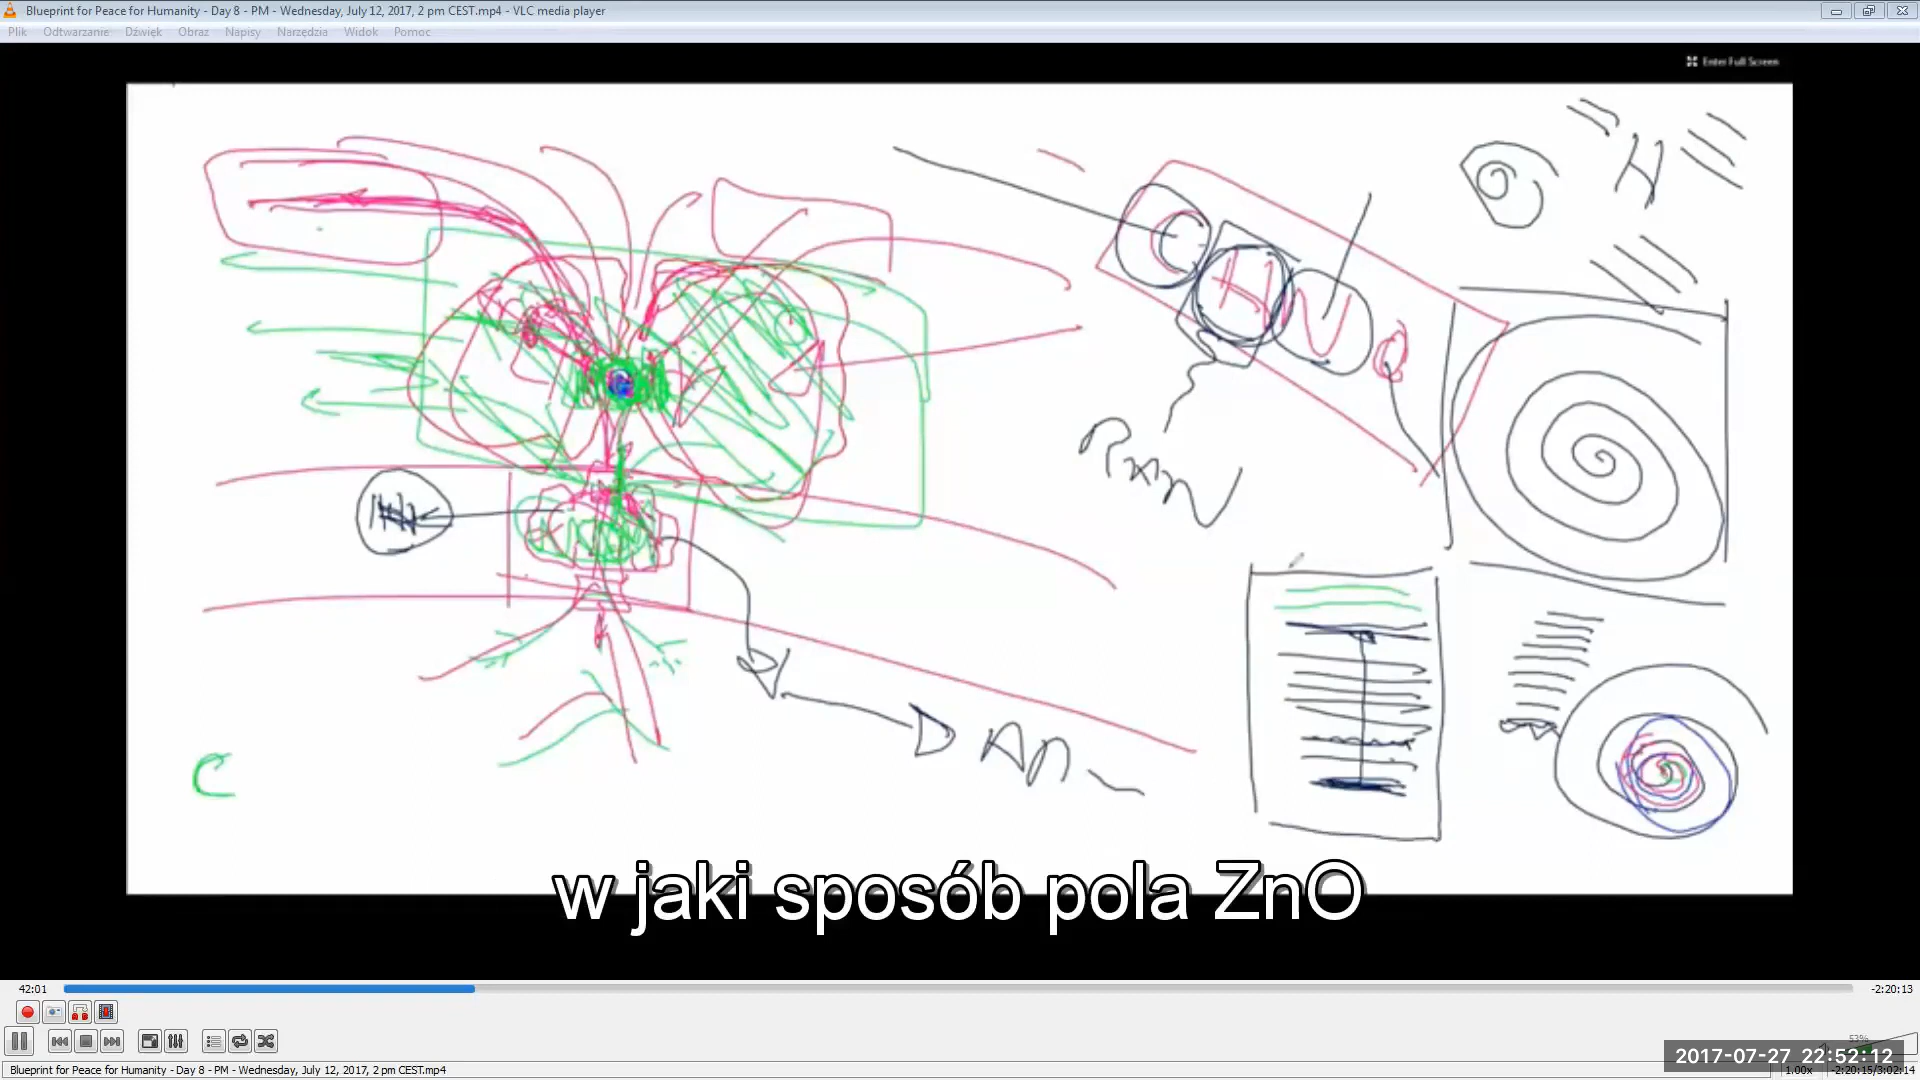 Blueprint for Peace for Humanity - Day 8 - PM - Wednesday, July 12, 2017, 2 pm CEST.mp4 - VLC media player
Plik Odtwarzanie Dźwięk Obraz Napisy Narzędzia Widok Pomoc
Enter Full Screen
H
C H N O
C
w jaki sposób pola ZnO
42:01
-2:20:13
53%
2017-07-27 22:52:12
Blueprint for Peace for Humanity - Day 8 - PM - Wednesday, July 12, 2017, 2 pm CEST.mp4
1.00x
-2:20:15/3:02:14